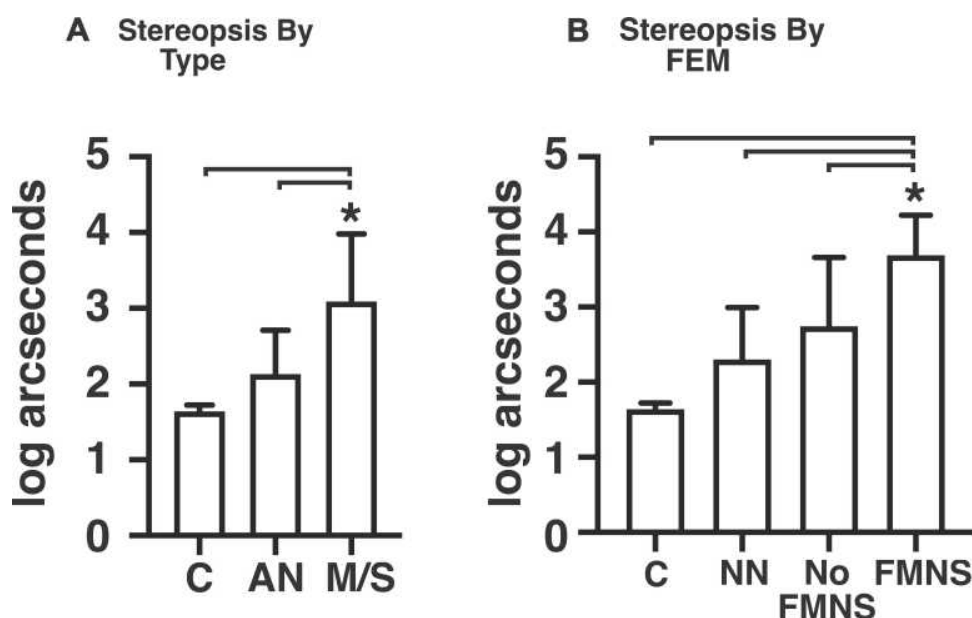 A Stereopsis By
Type
5
4
3
2
1
0
log arcseconds
*
C AN M/S
B Stereopsis By
FEM
5
4
3
2
1
0
log arcseconds
*
C NN No FMNS
FMNS